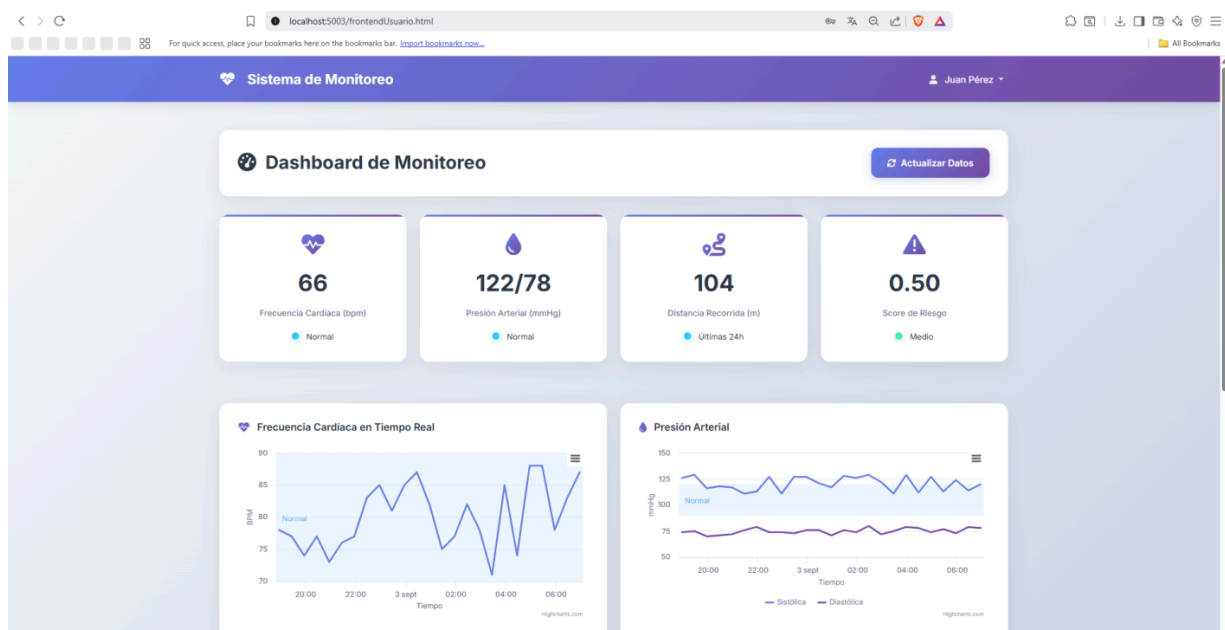 localhost:5003/frontendUsuario.html
For quick access, place your bookmarks here on the bookmarks bar. Import bookmarks now...
All Bookmarks
Sistema de Monitoreo
Juan Pérez
Dashboard de Monitoreo
Actualizar Datos
66
Frecuencia Cardíaca (bpm)
Normal
122/78
Presión Arterial (mmHg)
Normal
104
Distancia Recorrida (m)
Últimas 24h
0.50
Score de Riesgo
Medio
Frecuencia Cardíaca en Tiempo Real
90
85
80
75
70
BPM
Normal
20:00 22:00 3 sept 02:00 04:00 06:00
Tiempo
Highcharts.com
Presión Arterial
150
125
100
75
50
mmHg
Normal
20:00 22:00 3 sept 02:00 04:00 06:00
Tiempo
Sistólica Diastólica
Highcharts.com